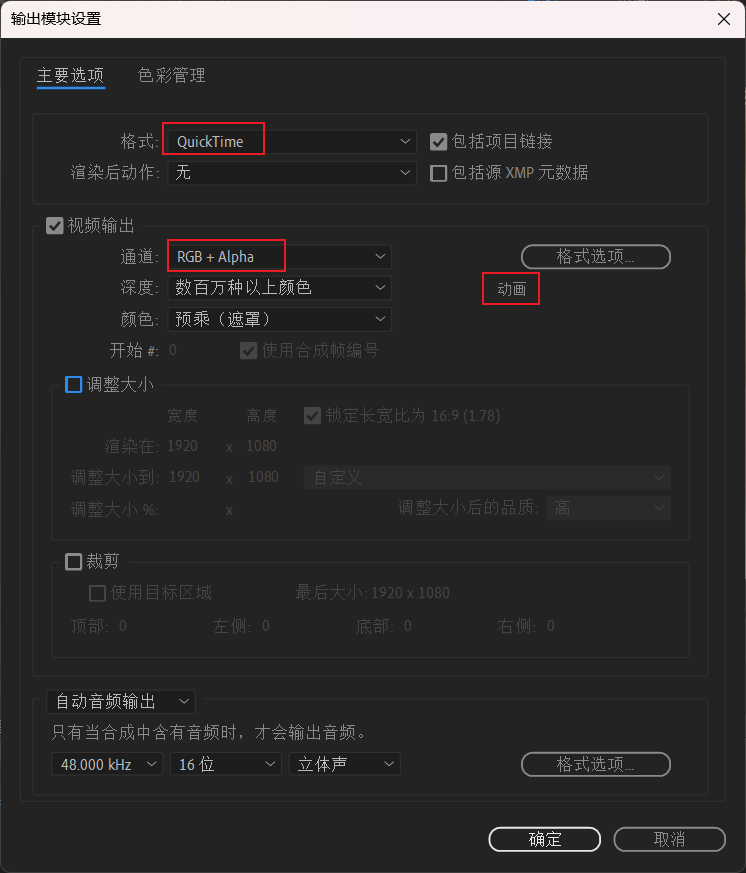 输出模块设置
主要选项 色彩管理
格式: QuickTime 包括项目链接
渲染后动作: 无 包括源 XMP 元数据
视频输出
通道: RGB + Alpha 格式选项...
深度: 数百万种以上颜色 动画
颜色: 预乘（遮罩）
开始 #: 0 使用合成帧编号
调整大小
宽度 高度 锁定长宽比为 16:9 (1.78)
渲染在: 1920 x 1080
调整大小到: 1920 x 1080 自定义
调整大小 %: x 调整大小后的品质: 高
裁剪
使用目标区域 最后大小: 1920 x 1080
顶部: 0 左侧: 0 底部: 0 右侧: 0
自动音频输出
只有当合成中含有音频时，才会输出音频。
48.000 kHz 16 位 立体声 格式选项...
确定 取消